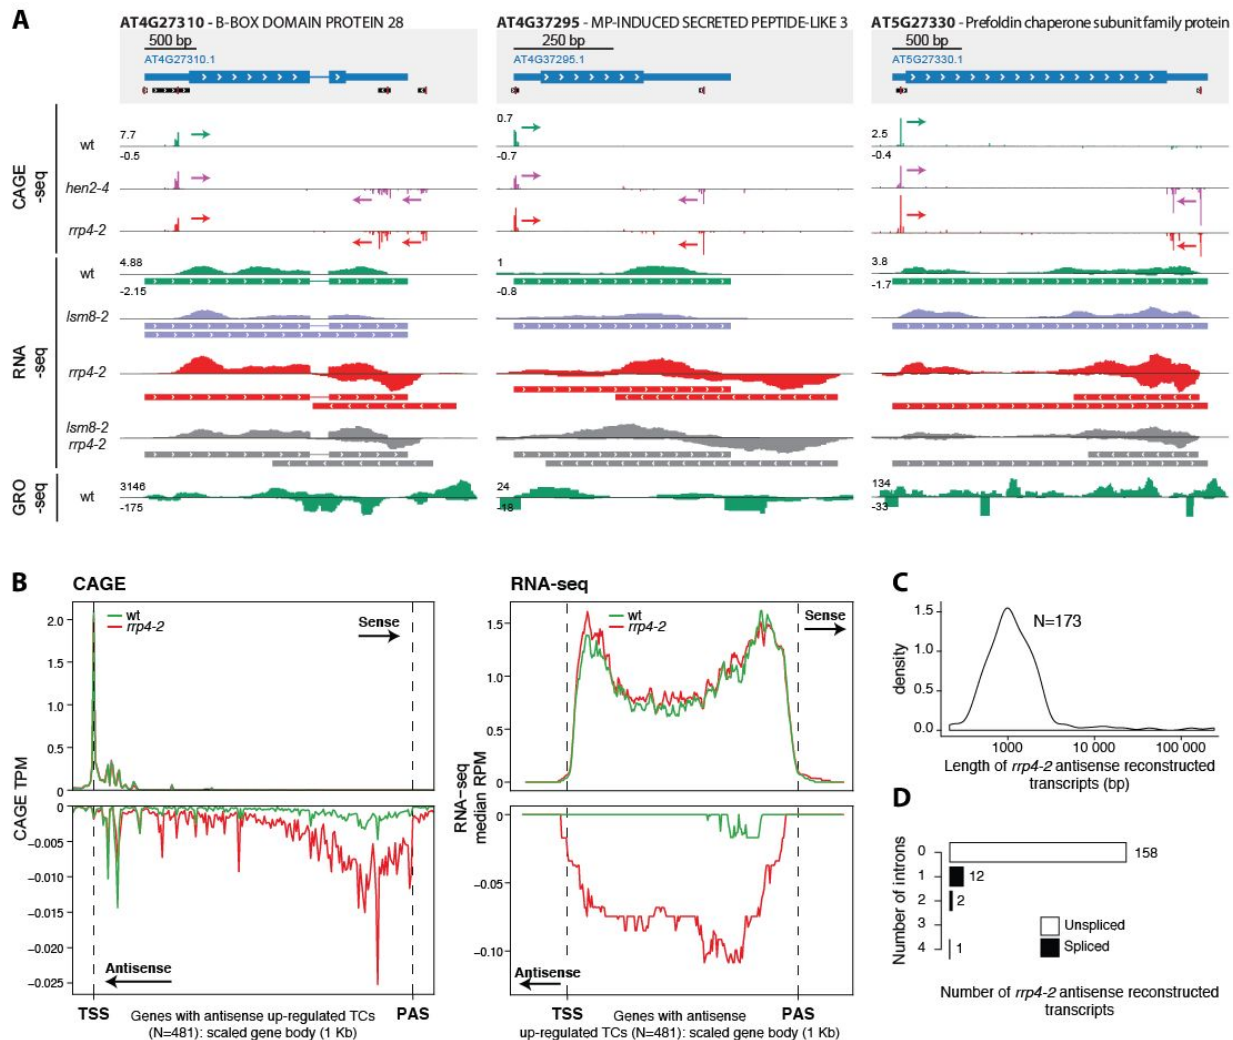 A
AT4G27310 - B-BOX DOMAIN PROTEIN 28
500 bp
AT4G27310.1
AT4G37295 - MP-INDUCED SECRETED PEPTIDE-LIKE 3
250 bp
AT4G37295.1
AT5G27330 - Prefoldin chaperone subunit family protein
500 bp
AT5G27330.1
CAGE
-seq
wt
7.7
-0.5
0.7
-0.7
2.5
-0.4
hen2-4
rrp4-2
RNA
-seq
wt
4.88
-2.15
1
-0.8
3.8
-1.7
lsm8-2
rrp4-2
lsm8-2
rrp4-2
GRO
-seq
wt
3146
-175
24
-18
134
-33
B
CAGE
wt
rrp4-2
Sense
2.0
1.5
1.0
0.5
0
0
-0.005
-0.010
-0.015
-0.020
-0.025
CAGE TPM
Antisense
TSS
PAS
Genes with antisense up-regulated TCs
(N=481): scaled gene body (1 Kb)
RNA-seq
wt
rrp4-2
Sense
1.5
1.0
0.5
0
0
-0.05
-0.10
RNA-seq
median RPM
Antisense
TSS
PAS
Genes with antisense
up-regulated TCs (N=481): scaled gene body (1 Kb)
C
1.5
1.0
0.5
0.0
density
N=173
1000
10 000
100 000
Length of rrp4-2 antisense reconstructed
transcripts (bp)
D
Number of introns
0
158
1
12
2
2
3
4
1
Unspliced
Spliced
Number of rrp4-2 antisense reconstructed
transcripts